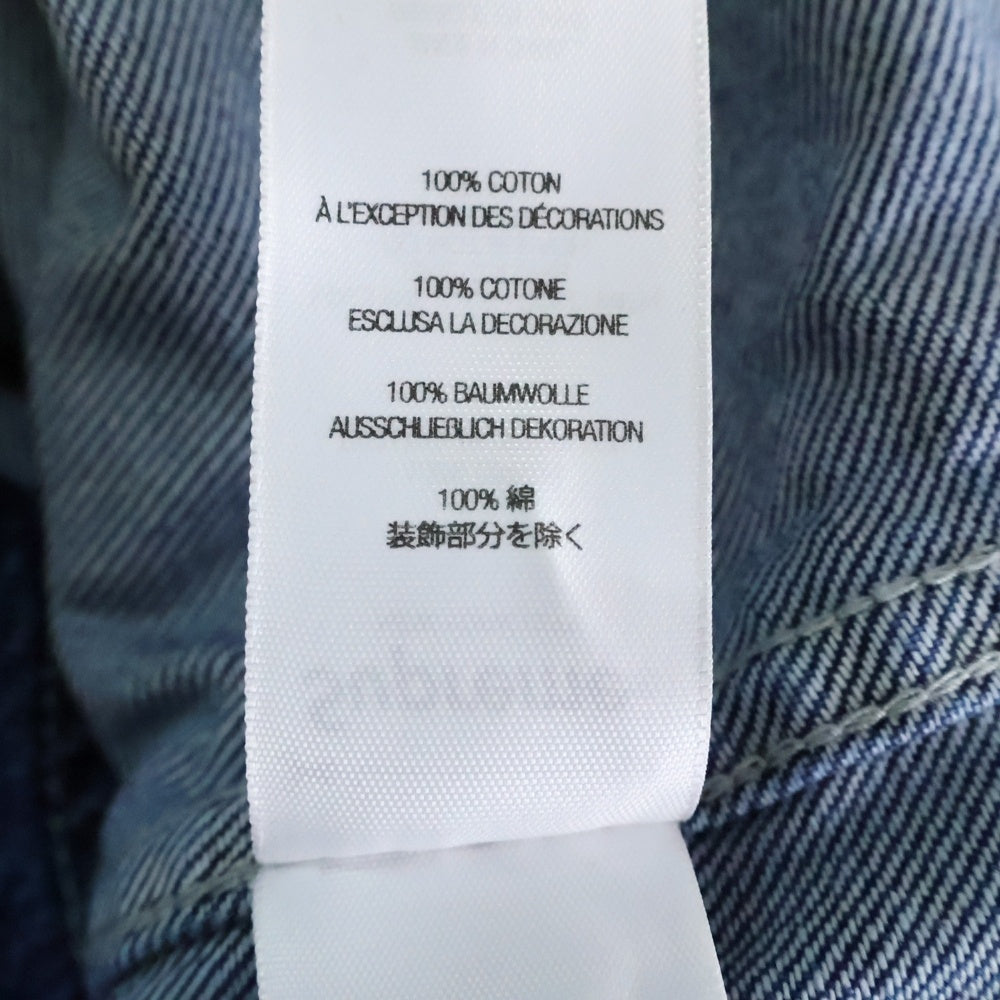 100% COTON
À L'EXCEPTION DES DÉCORATIONS
100% COTONE
ESCLUSA LA DECORAZIONE
100% BAUMWOLLE
AUSSCHLIEßLICH DEKORATION
100% 綿
装飾部分を除く